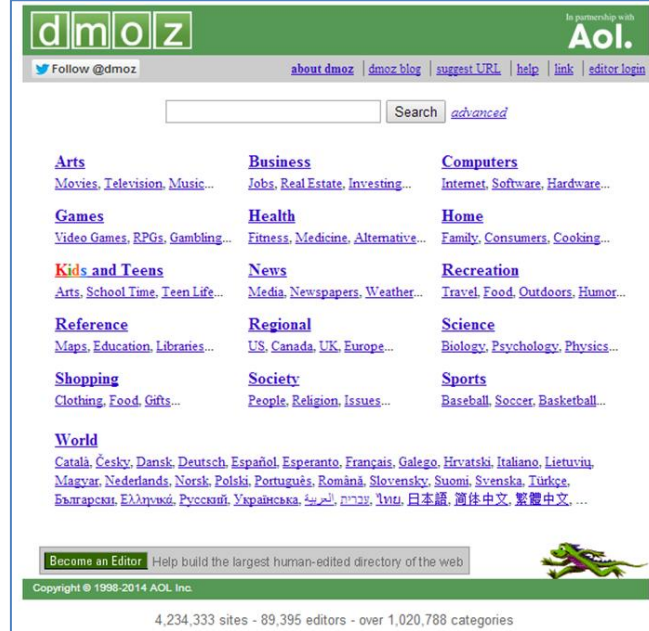 dmoz
In partnership with
Aol.
Follow @dmoz
about dmoz | dmoz blog | suggest URL | help | link | editor login
Search advanced
Arts
Movies, Television, Music...
Business
Jobs, Real Estate, Investing...
Computers
Internet, Software, Hardware...
Games
Video Games, RPGs, Gambling...
Health
Fitness, Medicine, Alternative...
Home
Family, Consumers, Cooking...
Kids and Teens
Arts, School Time, Teen Life...
News
Media, Newspapers, Weather...
Recreation
Travel, Food, Outdoors, Humor...
Reference
Maps, Education, Libraries...
Regional
US, Canada, UK, Europe...
Science
Biology, Psychology, Physics...
Shopping
Clothing, Food, Gifts...
Society
People, Religion, Issues...
Sports
Baseball, Soccer, Basketball...
World
Català, Česky, Dansk, Deutsch, Español, Esperanto, Français, Galego, Hrvatski, Italiano, Lietuvių,
Magyar, Nederlands, Norsk, Polski, Português, Română, Slovensky, Suomi, Svenska, Türkçe,
Български, Ελληνικά, Русский, Українська, العربية, עברית, ไทย, 日本語, 简体中文, 繁體中文, ...
Become an Editor Help build the largest human-edited directory of the web
Copyright © 1998-2014 AOL Inc.
4,234,333 sites - 89,395 editors - over 1,020,788 categories